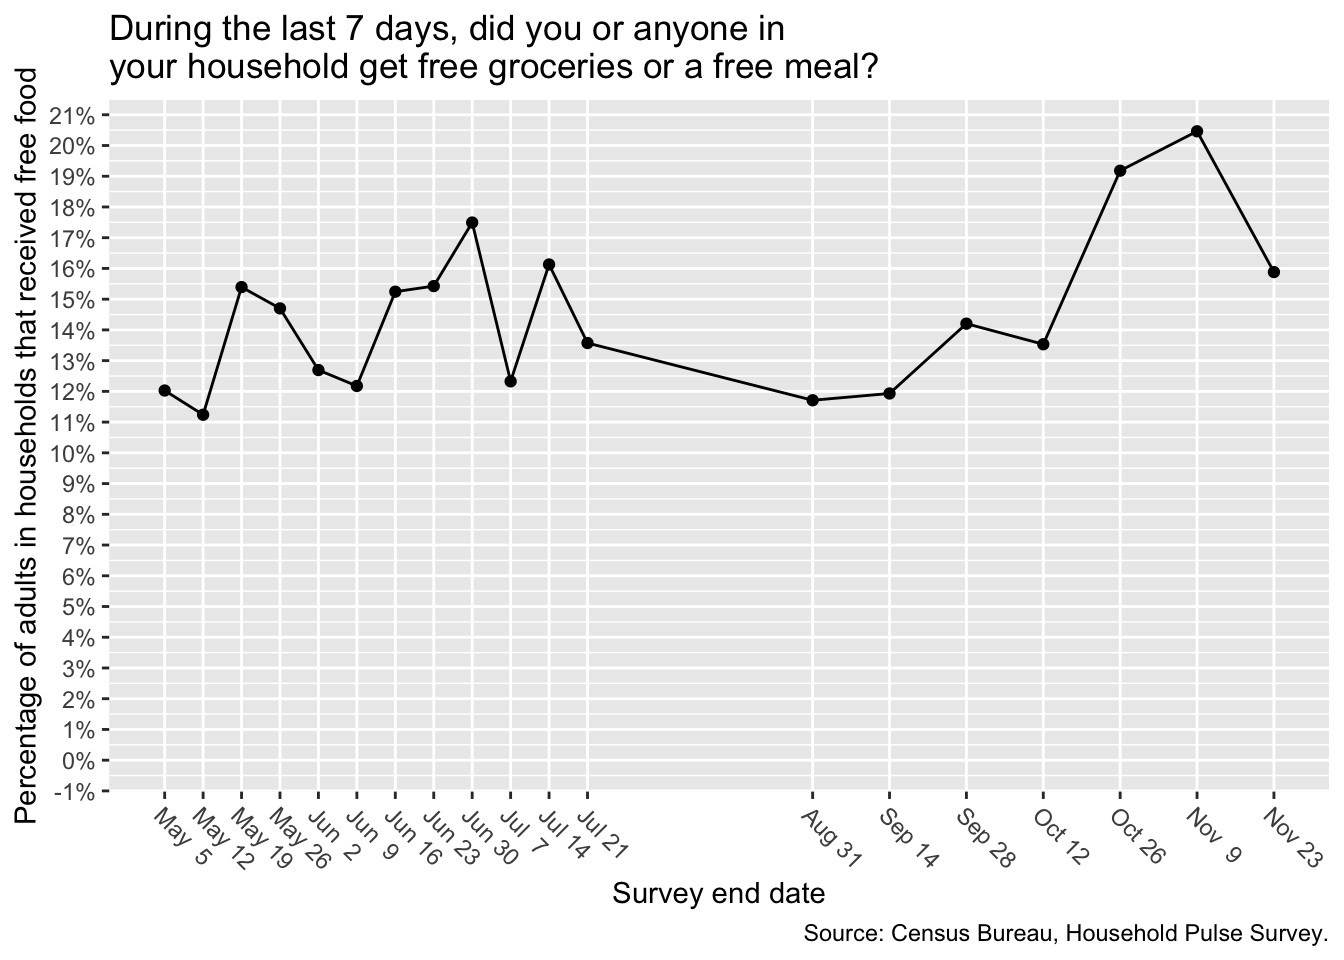 During the last 7 days, did you or anyone in
your household get free groceries or a free meal?
Percentage of adults in households that received free food
21%
20%
19%
18%
17%
16%
15%
14%
13%
12%
11%
10%
9%
8%
7%
6%
5%
4%
3%
2%
1%
0%
-1%
May 5
May 12
May 19
May 26
Jun 2
Jun 9
Jun 16
Jun 23
Jun 30
Jul 7
Jul 14
Jul 21
Aug 31
Sep 14
Sep 28
Oct 12
Oct 26
Nov 9
Nov 23
Survey end date
Source: Census Bureau, Household Pulse Survey.